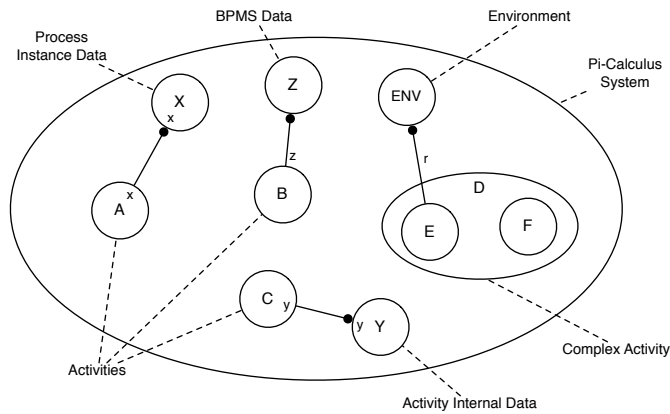 BPMS Data
Environment
Process
Instance Data
Pi-Calculus
System
X
x
Z
ENV
z
r
x
A
B
D
E
F
C
y
y
Y
Complex Activity
Activities
Activity Internal Data